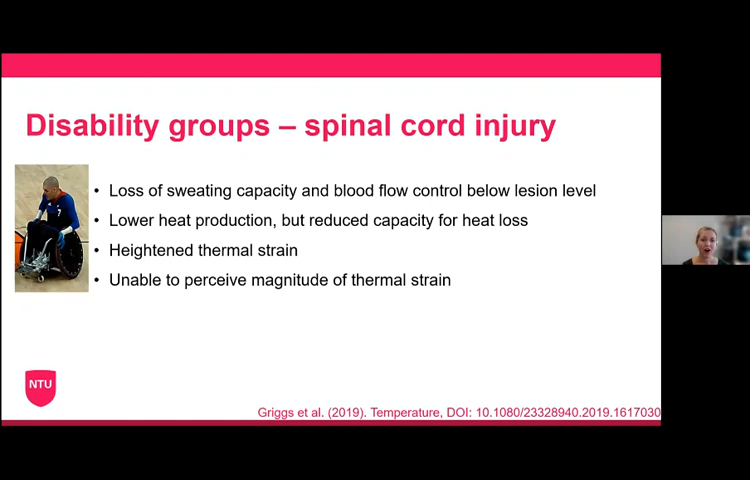 Disability groups – spinal cord injury
• Loss of sweating capacity and blood flow control below lesion level
• Lower heat production, but reduced capacity for heat loss
• Heightened thermal strain
• Unable to perceive magnitude of thermal strain
7
NTU
Griggs et al. (2019). Temperature, DOI: 10.1080/23328940.2019.1617030